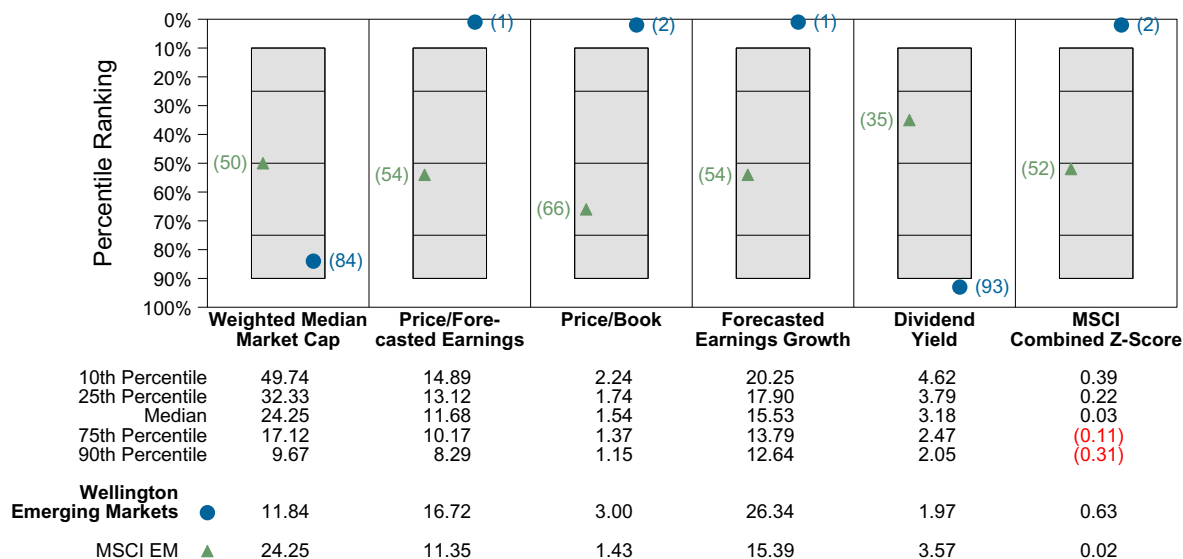 0%
10%
20%
30%
40%
50%
60%
70%
80%
90%
100%
Percentile Ranking
(50)
(84)
(1)
(54)
(2)
(66)
(1)
(54)
(35)
(93)
(2)
(52)
Weighted Median
Market Cap
Price/Fore-
casted Earnings
Price/Book
Forecasted
Earnings Growth
Dividend
Yield
MSCI
Combined Z-Score
10th Percentile 49.74 14.89 2.24 20.25 4.62 0.39
25th Percentile 32.33 13.12 1.74 17.90 3.79 0.22
Median 24.25 11.68 1.54 15.53 3.18 0.03
75th Percentile 17.12 10.17 1.37 13.79 2.47 (0.11)
90th Percentile 9.67 8.29 1.15 12.64 2.05 (0.31)
Wellington
Emerging Markets 11.84 16.72 3.00 26.34 1.97 0.63
MSCI EM 24.25 11.35 1.43 15.39 3.57 0.02